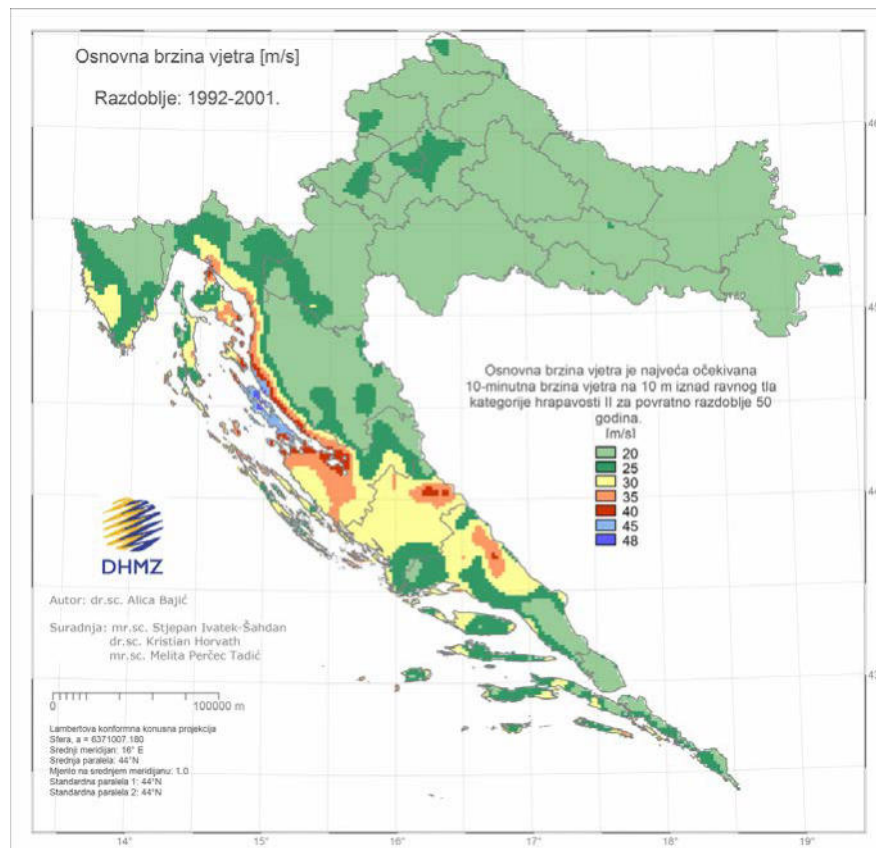 Osnovna brzina vjetra [m/s]
Razdoblje: 1992-2001.
46
45
Osnovna brzina vjetra je najveća očekivana
10-minutna brzina vjetra na 10 m iznad ravnog tla
kategorije hrapavosti II za povratno razdoblje 50
godina.
[m/s]
20
25
30
35
40
45
48
44
DHMZ
Autor: dr.sc. Alica Bajić
Suradnja: mr.sc. Stjepan Ivatek-Šahdan
dr.sc. Kristian Horvath
mr.sc. Melita Perčec Tadić
43
0 100000 m
Lambertova konformna konusna projekcija
Sfera, a = 6371007.180
Srednji meridijan: 16° E
Srednja paralela: 44°N
Mjerilo na srednjem meridijanu: 1.0
Standardna paralela 1: 44°N
Standardna paralela 2: 44°N
14° 15° 16° 17° 18° 19°